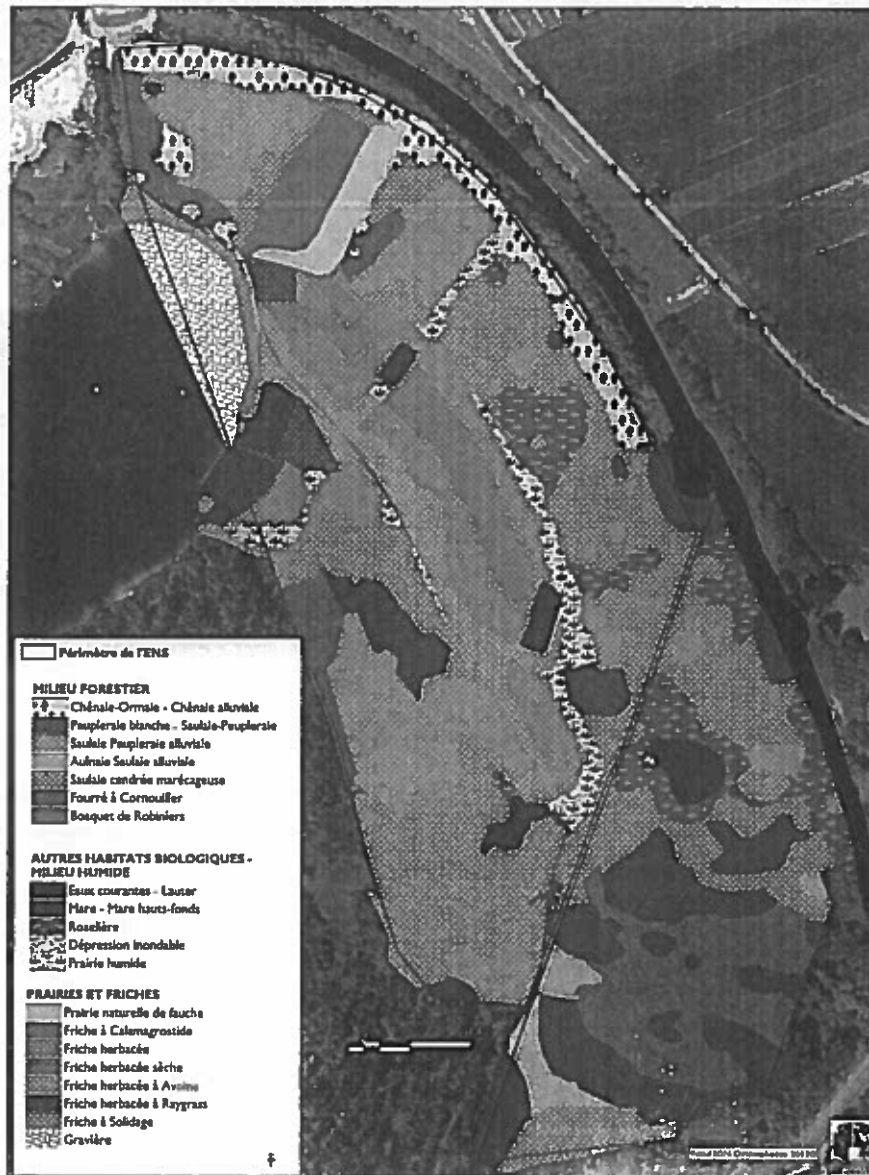 Périmètre de l'ENS
MILIEU FORESTIER
Chênaie-Ormaie - Chênaie alluviale
Peupleraie blanche - Saulaie-Peupleraie
Saulaie Peupleraie alluviale
Aulnaie Saulaie alluviale
Saulaie cendrée marécageuse
Fourré à Cornouiller
Bosquet de Robiniers
AUTRES HABITATS BIOLOGIQUES -
MILIEU HUMIDE
Eaux courantes - Lauter
Mare - Mare hauts-fonds
Roselière
Dépression inondable
Prairie humide
PRAIRIES ET FRICHES
Prairie naturelle de fauche
Friche à Calamagrostide
Friche herbacée
Friche herbacée sèche
Friche herbacée à Avoine
Friche herbacée à Raygrass
Friche à Solidage
Gravière